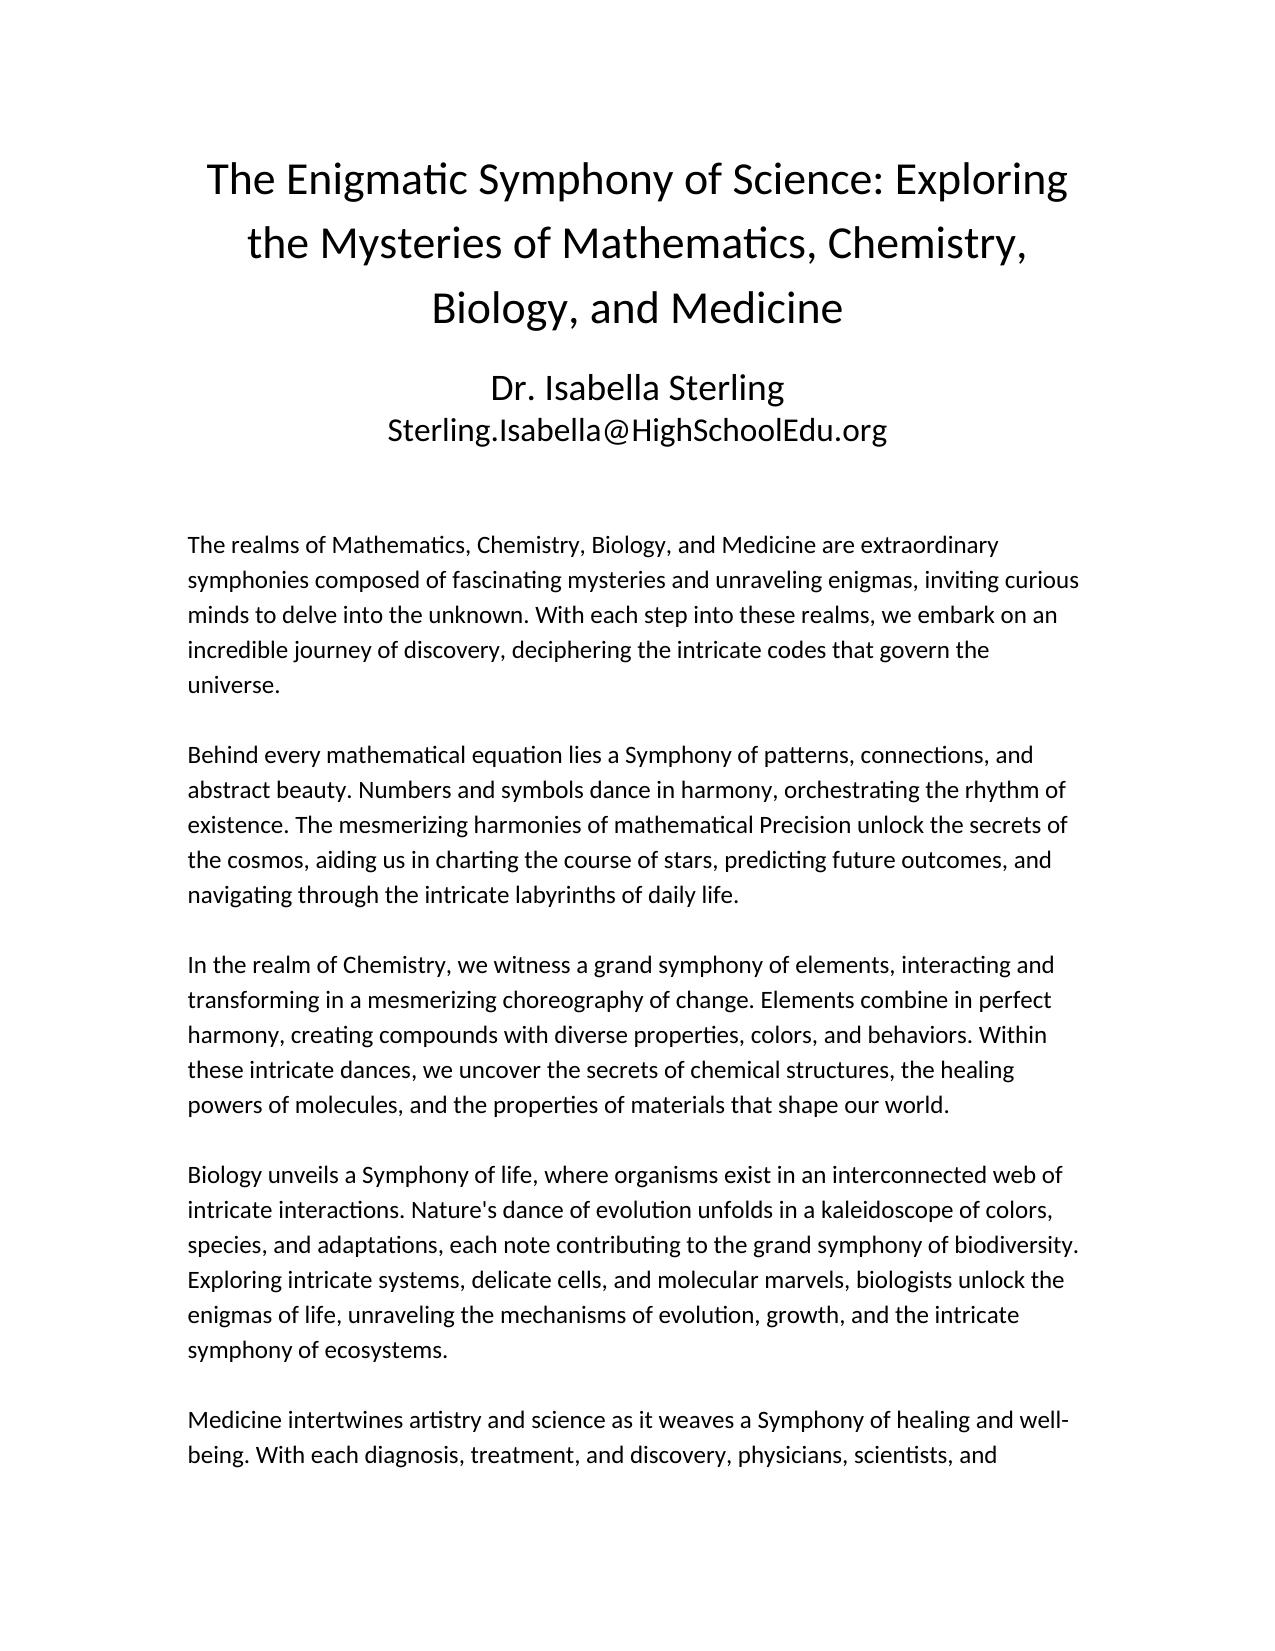 The Enigmatic Symphony of Science: Exploring
the Mysteries of Mathematics, Chemistry,
Biology, and Medicine
Dr. Isabella Sterling
Sterling.Isabella@HighSchoolEdu.org
The realms of Mathematics, Chemistry, Biology, and Medicine are extraordinary
symphonies composed of fascinating mysteries and unraveling enigmas, inviting curious
minds to delve into the unknown. With each step into these realms, we embark on an
incredible journey of discovery, deciphering the intricate codes that govern the
universe.
Behind every mathematical equation lies a Symphony of patterns, connections, and
abstract beauty. Numbers and symbols dance in harmony, orchestrating the rhythm of
existence. The mesmerizing harmonies of mathematical Precision unlock the secrets of
the cosmos, aiding us in charting the course of stars, predicting future outcomes, and
navigating through the intricate labyrinths of daily life.
In the realm of Chemistry, we witness a grand symphony of elements, interacting and
transforming in a mesmerizing choreography of change. Elements combine in perfect
harmony, creating compounds with diverse properties, colors, and behaviors. Within
these intricate dances, we uncover the secrets of chemical structures, the healing
powers of molecules, and the properties of materials that shape our world.
Biology unveils a Symphony of life, where organisms exist in an interconnected web of
intricate interactions. Nature's dance of evolution unfolds in a kaleidoscope of colors,
species, and adaptations, each note contributing to the grand symphony of biodiversity.
Exploring intricate systems, delicate cells, and molecular marvels, biologists unlock the
enigmas of life, unraveling the mechanisms of evolution, growth, and the intricate
symphony of ecosystems.
Medicine intertwines artistry and science as it weaves a Symphony of healing and well-
being. With each diagnosis, treatment, and discovery, physicians, scientists, and